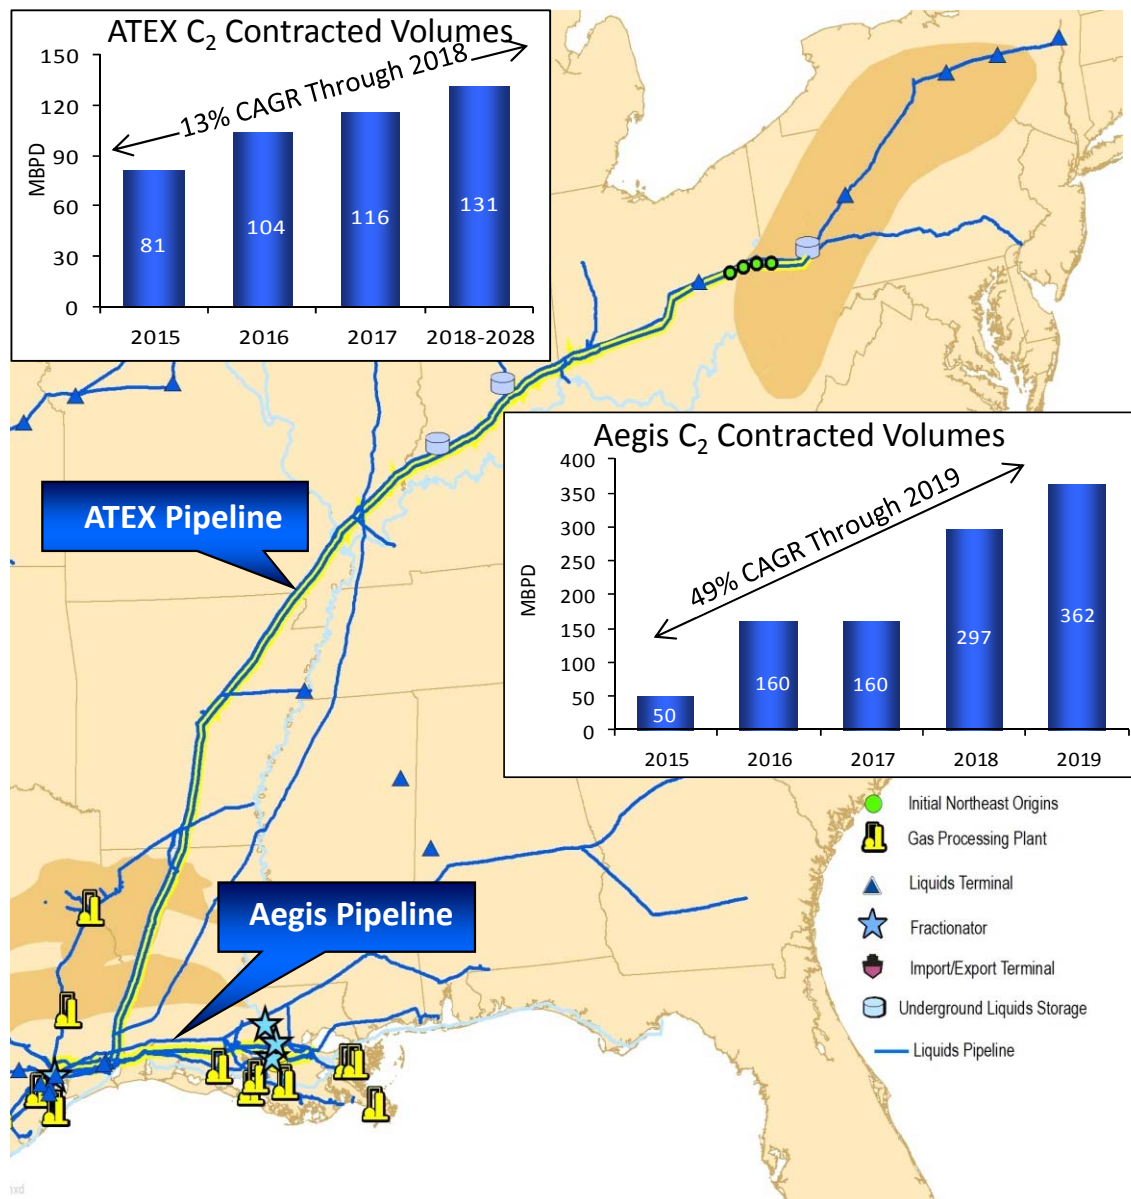 ATEX C₂ Contracted Volumes
13% CAGR Through 2018
MBPD
150
120
90
60
30
0
81
104
116
131
2015
2016
2017
2018-2028
Aegis C₂ Contracted Volumes
49% CAGR Through 2019
MBPD
400
350
300
250
200
150
100
50
0
50
160
160
297
362
2015
2016
2017
2018
2019
ATEX Pipeline
Aegis Pipeline
Initial Northeast Origins
Gas Processing Plant
Liquids Terminal
Fractionator
Import/Export Terminal
Underground Liquids Storage
Liquids Pipeline